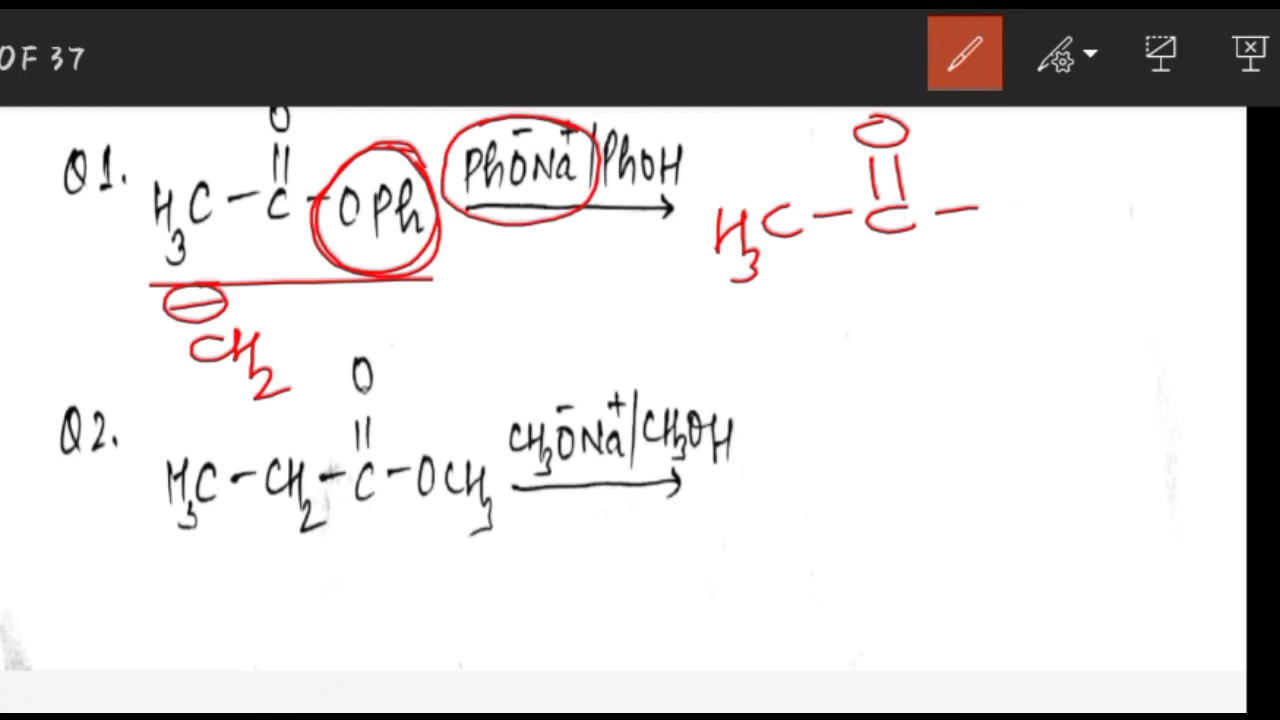 OF 37
O
||
Q1. H3C - C - OPh PhO⁻Na⁺/PhOH
O
||
H3C - C -
⊖
CH2
O
||
Q2. H3C - CH2 - C - OCH3 CH3O⁻Na⁺/CH3OH